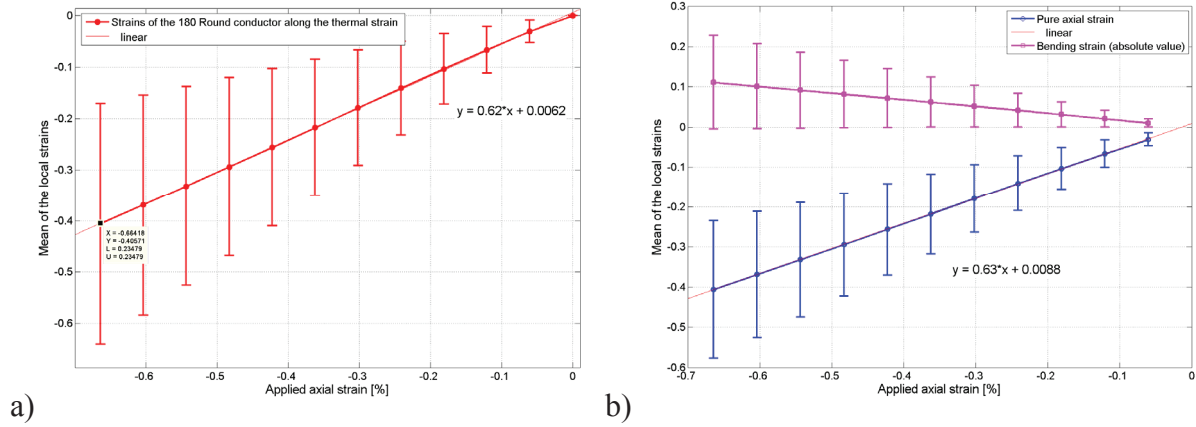 Strains of the 180 Round conductor along the thermal strain
linear
0
-0.1
-0.2
-0.3
-0.4
-0.5
-0.6
Mean of the local strains
y = 0.62*x + 0.0062
X = -0.66418
Y = -0.40571
L = 0.23479
U = 0.23479
-0.6
-0.5
-0.4
-0.3
-0.2
-0.1
0
Applied axial strain [%]
a)
Pure axial strain
linear
Bending strain (absolute value)
0.3
0.2
0.1
0
-0.1
-0.2
-0.3
-0.4
-0.5
-0.6
Mean of the local strains
y = 0.63*x + 0.0088
-0.7
-0.6
-0.5
-0.4
-0.3
-0.2
-0.1
0
Applied axial strain [%]
b)